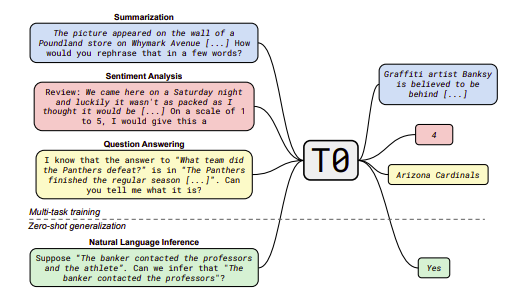 Summarization
The picture appeared on the wall of a
Poundland store on Whymark Avenue [...] How
would you rephrase that in a few words?
Sentiment Analysis
Review: We came here on a Saturday night
and luckily it wasn't as packed as I
thought it would be [...] On a scale of 1
to 5, I would give this a
Question Answering
I know that the answer to "What team did
the Panthers defeat?" is in "The Panthers
finished the regular season [...]". Can
you tell me what it is?
Multi-task training
Zero-shot generalization
Natural Language Inference
Suppose "The banker contacted the professors
and the athlete". Can we infer that "The
banker contacted the professors"?
T0
Graffiti artist Banksy
is believed to be
behind [...]
4
Arizona Cardinals
Yes